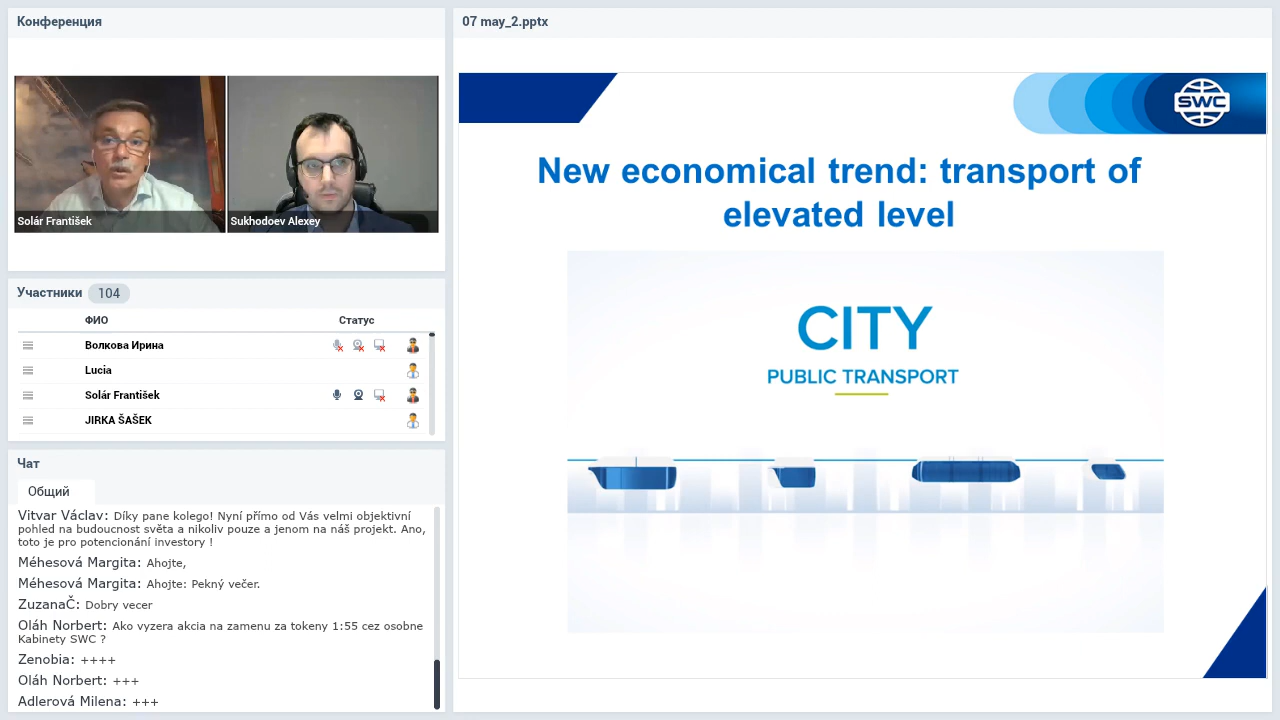 Конференция
Solár František
Sukhodoev Alexey
Участники 104
ФИО Статус
Волкова Ирина
Lucia
Solár František
JIRKA ŠAŠEK
Чат
Общий
Vitvar Václav: Díky pane kolego! Nyní přímo od Vás velmi objektivní
pohled na budoucnost světa a nikoliv pouze a jenom na náš projekt. Ano,
toto je pro potencionání investory !
Méhesová Margita: Ahojte,
Méhesová Margita: Ahojte: Pekný večer.
ZuzanaČ: Dobry vecer
Oláh Norbert: Ako vyzera akcia na zamenu za tokeny 1:55 cez osobne
Kabinety SWC ?
Zenobia: ++++
Oláh Norbert: +++
Adlerová Milena: +++
07 may_2.pptx
SWC
New economical trend: transport of
elevated level
CITY
PUBLIC TRANSPORT